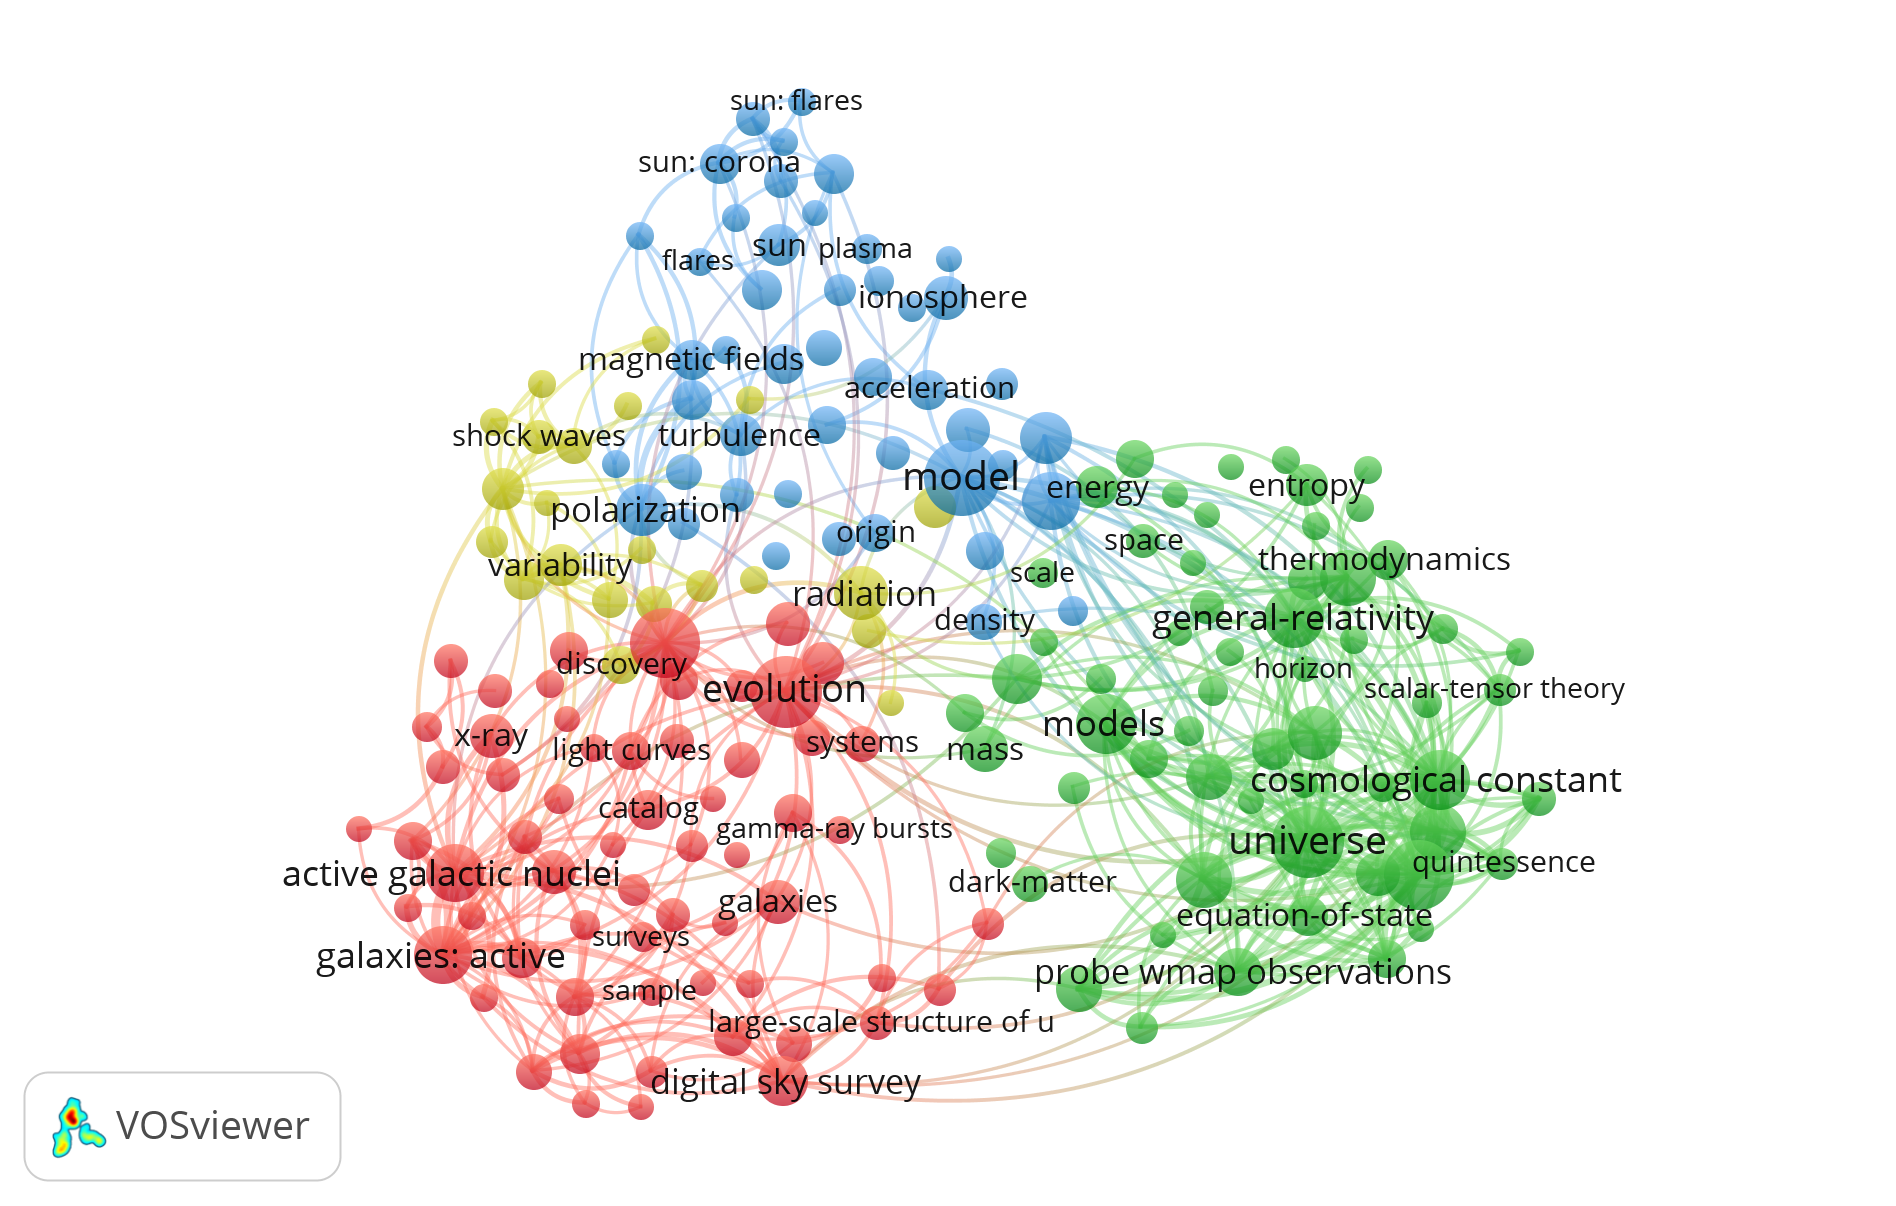 sun: flares
sun: corona
sun
plasma
flares
ionosphere
magnetic fields
acceleration
shock waves
turbulence
model
energy
entropy
polarization
origin
space
thermodynamics
variability
scale
radiation
density
general-relativity
discovery
horizon
evolution
scalar-tensor theory
models
x-ray
light curves
systems
mass
cosmological constant
catalog
gamma-ray bursts
universe
quintessence
active galactic nuclei
dark-matter
galaxies
equation-of-state
surveys
galaxies: active
probe wmap observations
sample
large-scale structure of u
digital sky survey
VOSviewer